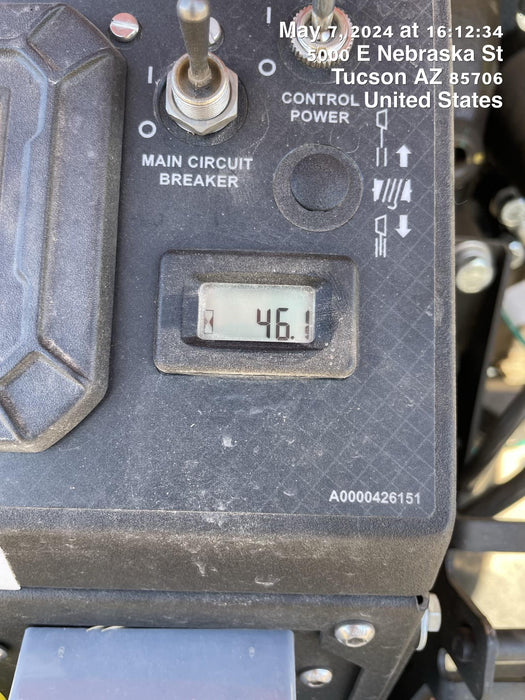 May 7, 2024 at 16:12:34
5000 E Nebraska St
Tucson AZ 85706
United States
I
O
CONTROL
POWER
I
O
MAIN CIRCUIT
BREAKER
46.1
A0000426151